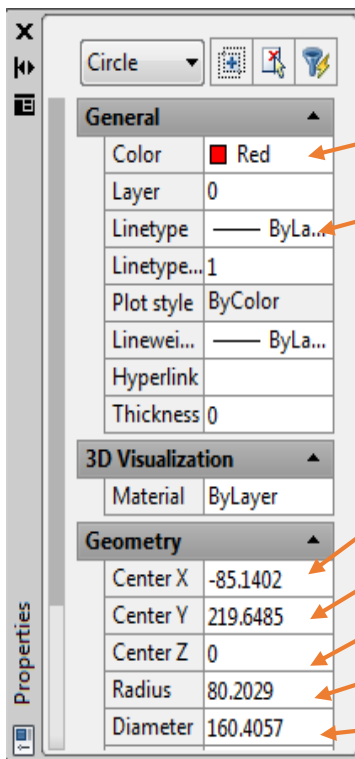 Circle
General
Color Red
Layer 0
Linetype ByLa...
Linetype... 1
Plot style ByColor
Linewei... ByLa...
Hyperlink
Thickness 0
3D Visualization
Material ByLayer
Geometry
Center X -85.1402
Center Y 219.6485
Center Z 0
Radius 80.2029
Diameter 160.4057
Properties